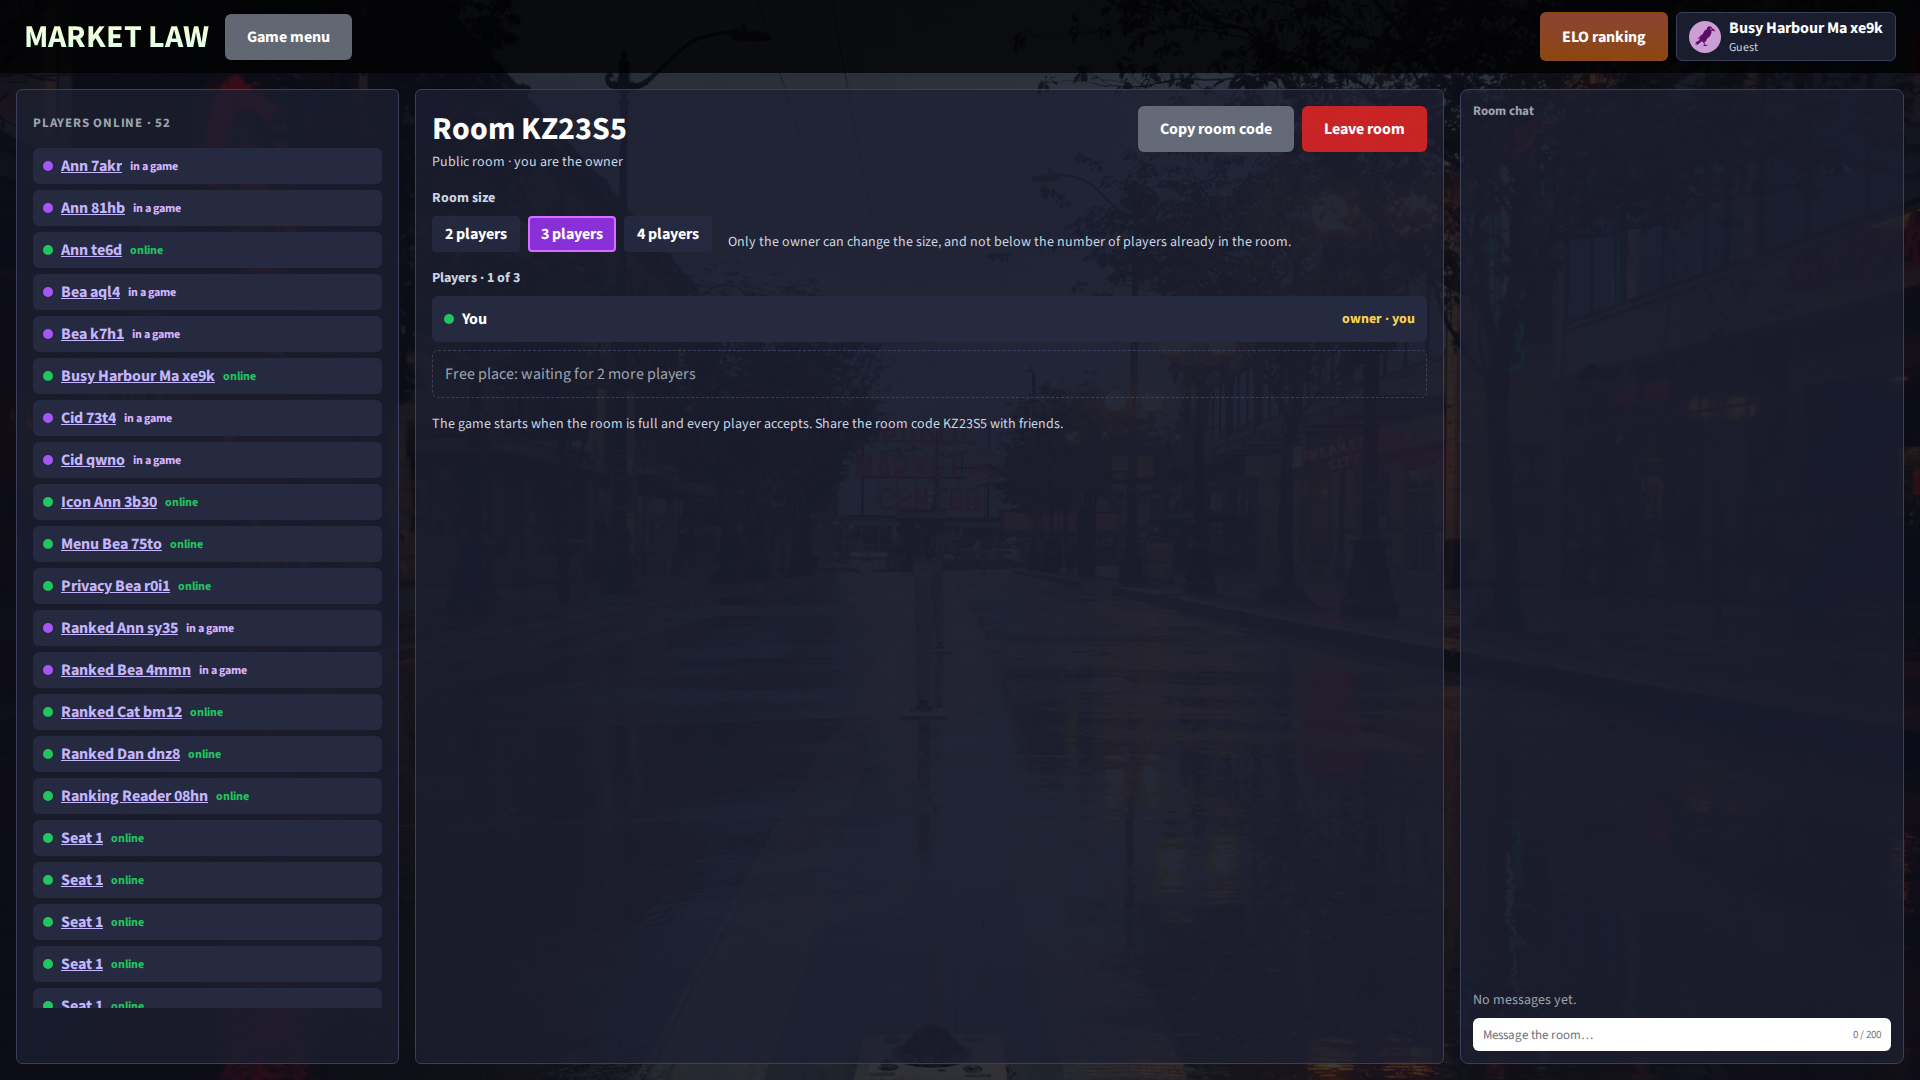 MARKET LAW
Game menu
ELO ranking
Busy Harbour Ma xe9k
Guest
PLAYERS ONLINE · 52
Ann 7akr in a game
Ann 81hb in a game
Ann te6d online
Bea aql4 in a game
Bea k7h1 in a game
Busy Harbour Ma xe9k online
Cid 73t4 in a game
Cid qwno in a game
Icon Ann 3b30 online
Menu Bea 75to online
Privacy Bea r0i1 online
Ranked Ann sy35 in a game
Ranked Bea 4mmn in a game
Ranked Cat bm12 online
Ranked Dan dnz8 online
Ranking Reader 08hn online
Seat 1 online
Seat 1 online
Seat 1 online
Seat 1 online
Seat 1 online
Room KZ23S5
Copy room code
Leave room
Public room · you are the owner
Room size
2 players
3 players
4 players
Only the owner can change the size, and not below the number of players already in the room.
Players · 1 of 3
You
owner · you
Free place: waiting for 2 more players
The game starts when the room is full and every player accepts. Share the room code KZ23S5 with friends.
Room chat
No messages yet.
Message the room…
0 / 200